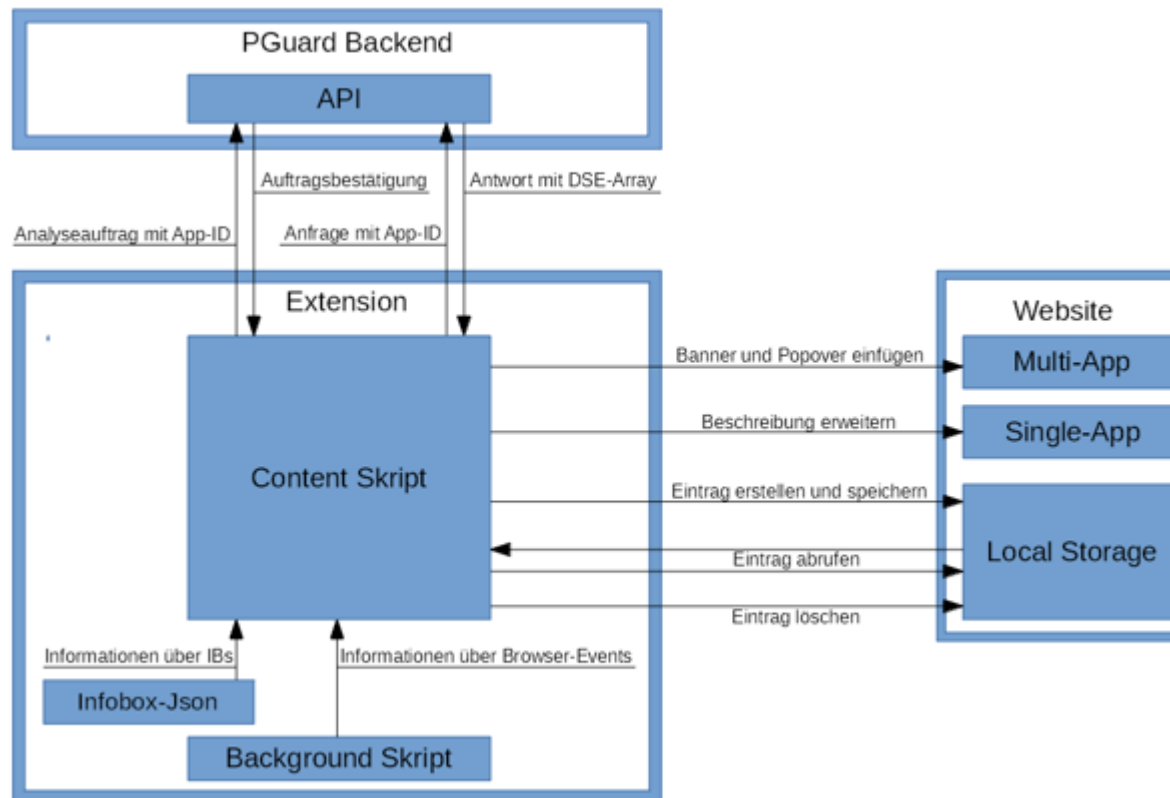 PGuard Backend
API
Auftragsbestätigung
Antwort mit DSE-Array
Analyseauftrag mit App-ID
Anfrage mit App-ID
Extension
Website
Content Skript
Banner und Popover einfügen
Multi-App
Beschreibung erweitern
Single-App
Eintrag erstellen und speichern
Local Storage
Eintrag abrufen
Eintrag löschen
Informationen über IBs
Informationen über Browser-Events
Infobox-Json
Background Skript